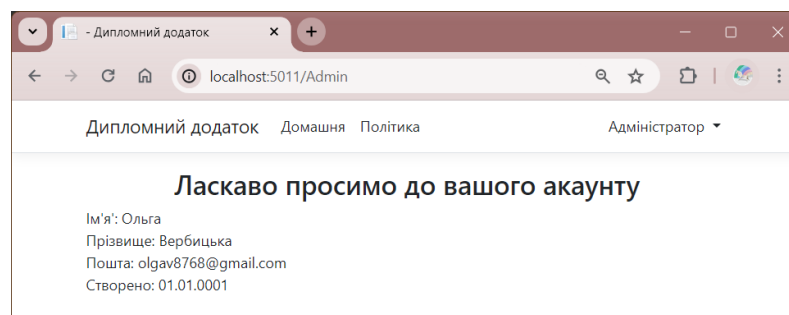 - Дипломний додаток
localhost:5011/Admin
Дипломний додаток Домашня Політика Адміністратор
Ласкаво просимо до вашого акаунту
Ім'я': Ольга
Прізвище: Вербицька
Пошта: olgav8768@gmail.com
Створено: 01.01.0001